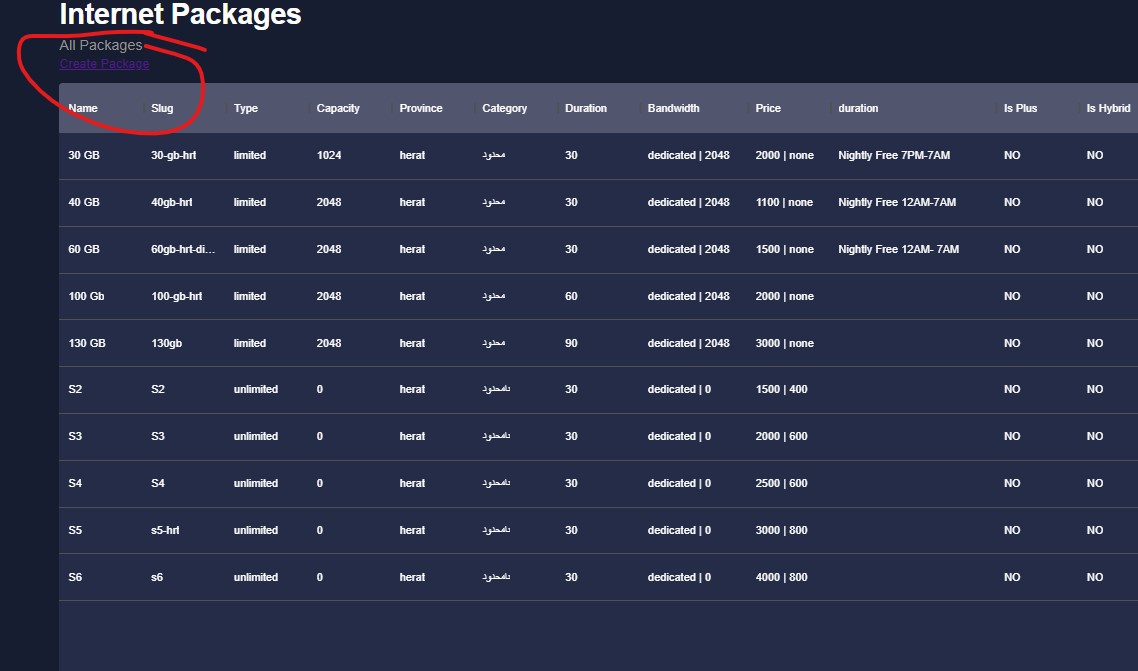 Internet Packages
All Packages
Create Package
Name Slug Type Capacity Province Category Duration Bandwidth Price duration Is Plus Is Hybrid
30 GB 30-gb-hrt limited 1024 herat محدود 30 dedicated | 2048 2000 | none Nightly Free 7PM-7AM NO NO
40 GB 40gb-hrt limited 2048 herat محدود 30 dedicated | 2048 1100 | none Nightly Free 12AM-7AM NO NO
60 GB 60gb-hrt-di... limited 2048 herat محدود 30 dedicated | 2048 1500 | none Nightly Free 12AM- 7AM NO NO
100 Gb 100-gb-hrt limited 2048 herat محدود 60 dedicated | 2048 2000 | none NO NO
130 GB 130gb limited 2048 herat محدود 90 dedicated | 2048 3000 | none NO NO
S2 S2 unlimited 0 herat نامحدود 30 dedicated | 0 1500 | 400 NO NO
S3 S3 unlimited 0 herat نامحدود 30 dedicated | 0 2000 | 600 NO NO
S4 S4 unlimited 0 herat نامحدود 30 dedicated | 0 2500 | 600 NO NO
S5 s5-hrt unlimited 0 herat نامحدود 30 dedicated | 0 3000 | 800 NO NO
S6 s6 unlimited 0 herat نامحدود 30 dedicated | 0 4000 | 800 NO NO